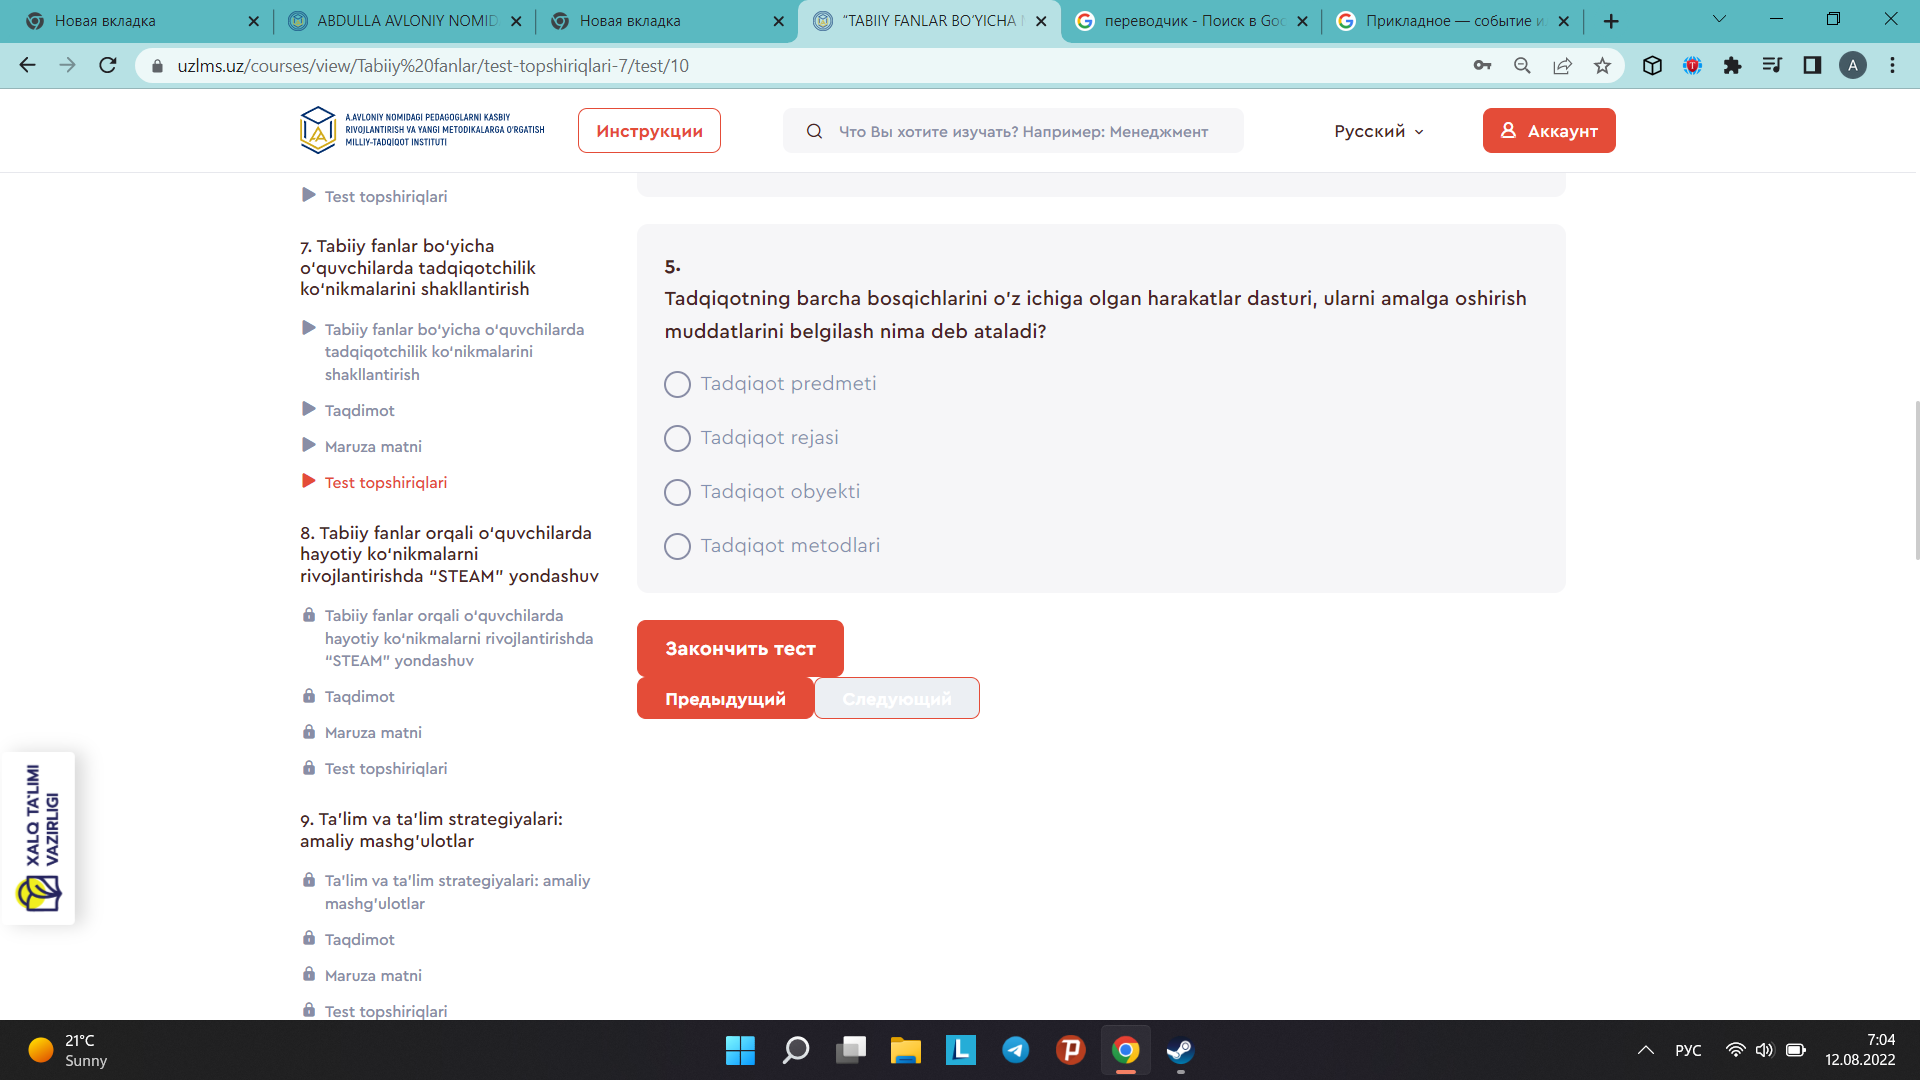 Новая вкладка
ABDULLA AVLONIY NOMID
Новая вкладка
"TABIIY FANLAR BO‘YICHA
переводчик - Поиск в Goo
Прикладное — событие и
uzlms.uz/courses/view/Tabiiy%20fanlar/test-topshiriqlari-7/test/10
A
A.AVLONIY NOMIDAGI PEDAGOGLARNI KASBIY
RIVOJLANTIRISH VA YANGI METODIKALARGA O‘RGATISH
MILLIY-TADQIQOT INSTITUTI
Инструкции
Что Вы хотите изучать? Например: Менеджмент
Русский
Аккаунт
Test topshiriqlari
7. Tabiiy fanlar bo‘yicha
o‘quvchilarda tadqiqotchilik
ko‘nikmalarini shakllantirish
Tabiiy fanlar bo‘yicha o‘quvchilarda
tadqiqotchilik ko‘nikmalarini
shakllantirish
Taqdimot
Maruza matni
Test topshiriqlari
8. Tabiiy fanlar orqali o‘quvchilarda
hayotiy ko‘nikmalarni
rivojlantirishda “STEAM” yondashuv
Tabiiy fanlar orqali o‘quvchilarda
hayotiy ko‘nikmalarni rivojlantirishda
“STEAM” yondashuv
Taqdimot
Maruza matni
Test topshiriqlari
9. Ta’lim va ta’lim strategiyalari:
amaliy mashg’ulotlar
Ta’lim va ta’lim strategiyalari: amaliy
mashg’ulotlar
Taqdimot
Maruza matni
Test topshiriqlari
5.
Tadqiqotning barcha bosqichlarini o’z ichiga olgan harakatlar dasturi, ularni amalga oshirish
muddatlarini belgilash nima deb ataladi?
Tadqiqot predmeti
Tadqiqot rejasi
Tadqiqot obyekti
Tadqiqot metodlari
Закончить тест
Предыдущий
Следующий
XALQ TA'LIMI
VAZIRLIGI
21°C
Sunny
РУС
7:04
12.08.2022